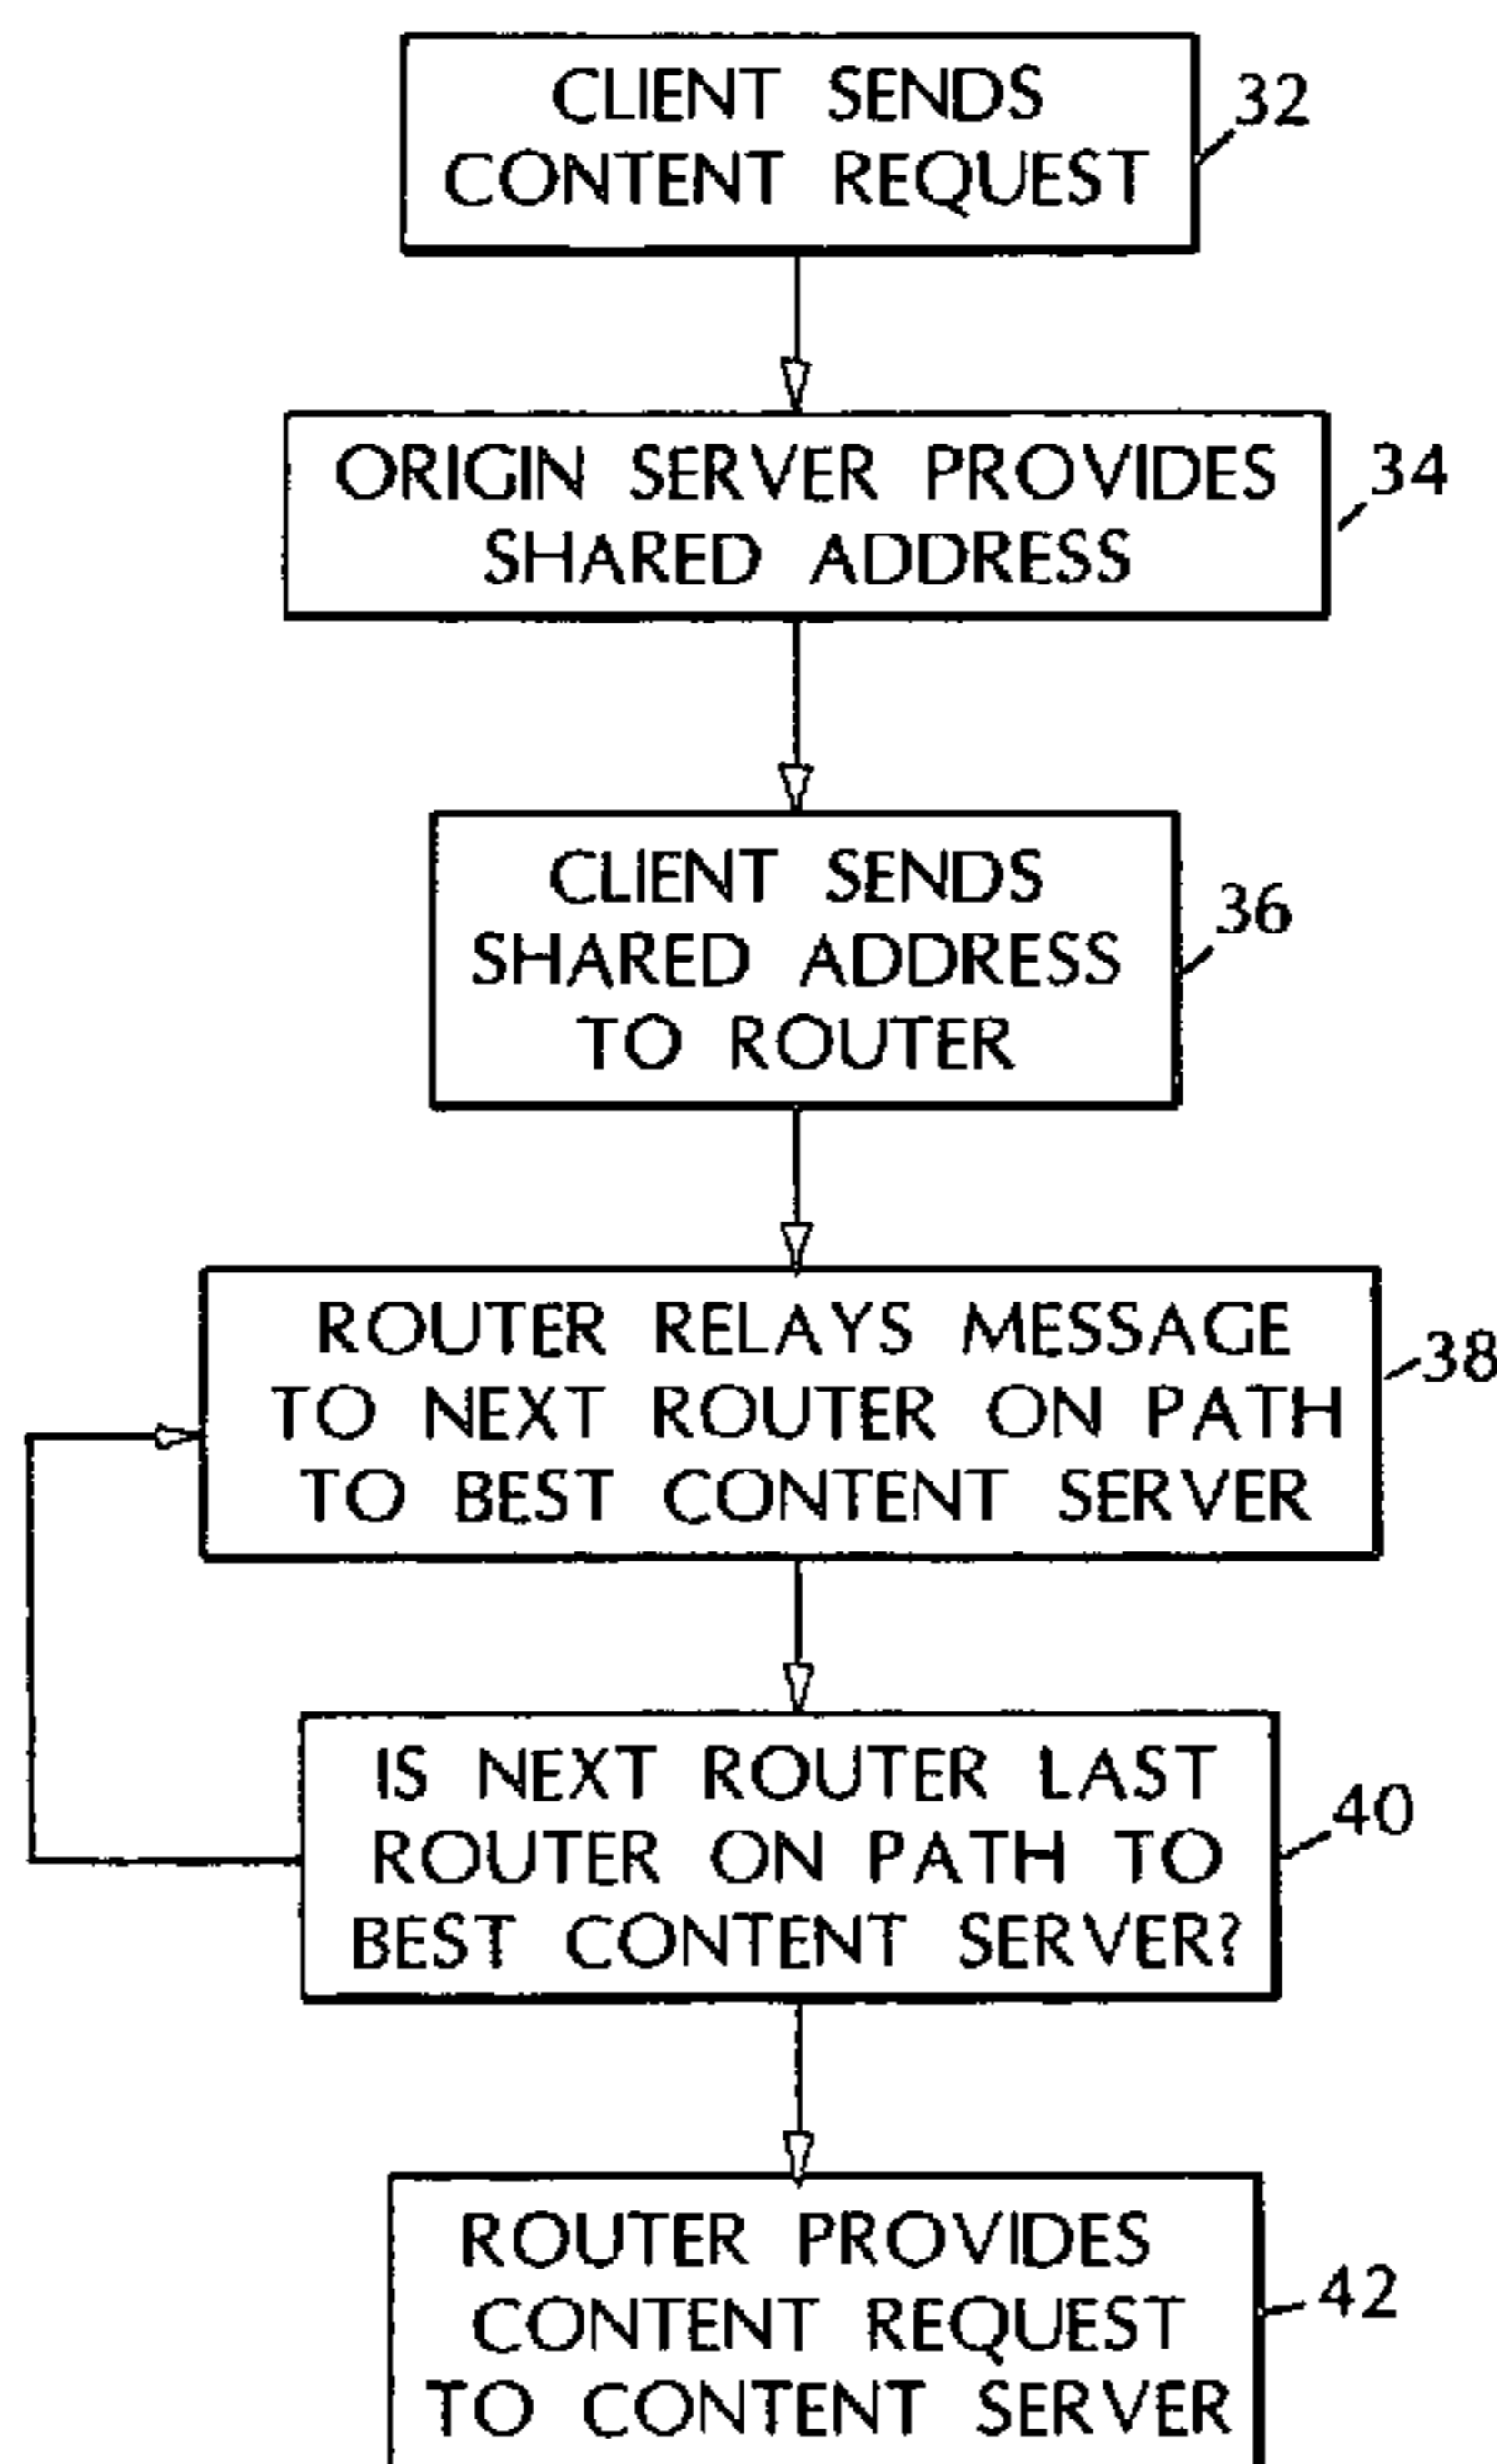 CLIENT SENDS
CONTENT REQUEST
32
ORIGIN SERVER PROVIDES
SHARED ADDRESS
34
CLIENT SENDS
SHARED ADDRESS
TO ROUTER
36
ROUTER RELAYS MESSAGE
TO NEXT ROUTER ON PATH
TO BEST CONTENT SERVER
38
IS NEXT ROUTER LAST
ROUTER ON PATH TO
BEST CONTENT SERVER?
40
ROUTER PROVIDES
CONTENT REQUEST
TO CONTENT SERVER
42